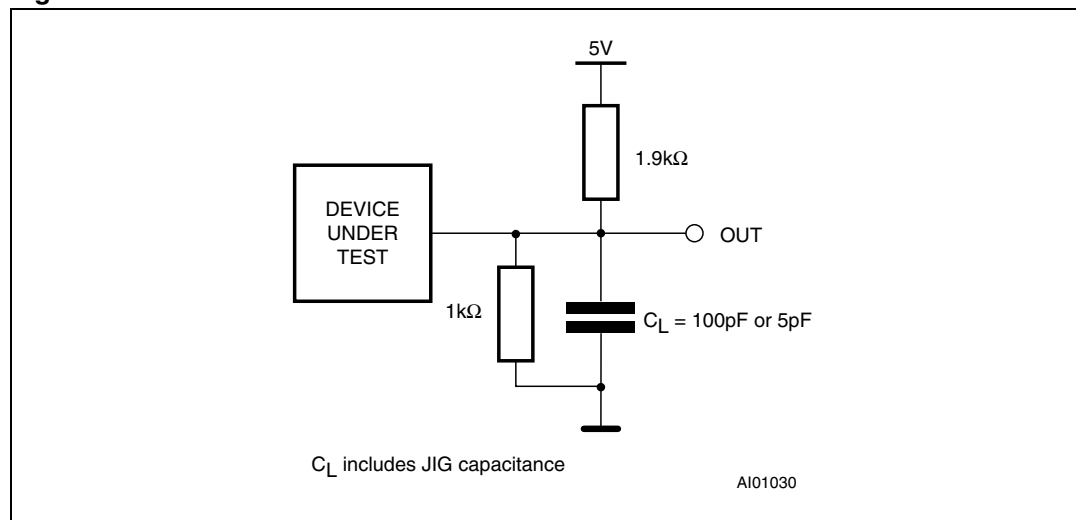 5V
1.9kΩ
DEVICE
UNDER
TEST
OUT
1kΩ
CL = 100pF or 5pF
CL includes JIG capacitance
AI01030